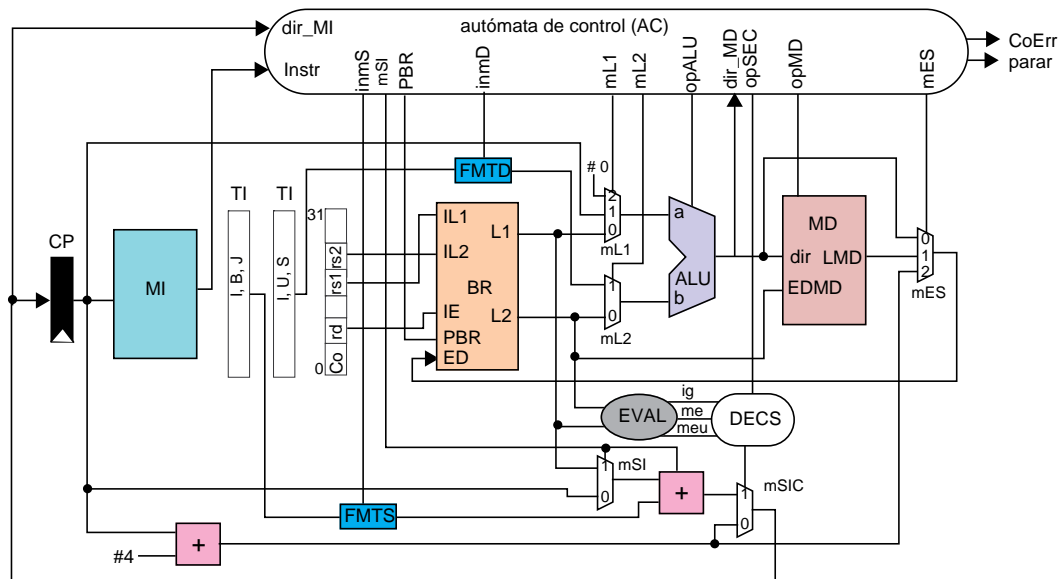 autómata de control (AC)
dir_MI
Instr
inmS
mSI
PBR
inmD
mL1
mL2
opALU
dir_MD
opSEC
opMD
mES
CoErr
parar
# 0
FMTD
TI
TI
31
CP
MI
I, B, J
I, U, S
rs2
rs1
rd
Co
0
IL1
IL2
BR
IE
PBR
ED
L1
L2
2
1
0
mL1
1
0
mL2
a
ALU
b
MD
dir
LMD
EDMD
0
1
2
mES
EVAL
ig
me
meu
DECS
1
0
mSI
+
1
0
mSIC
FMTS
+
#4